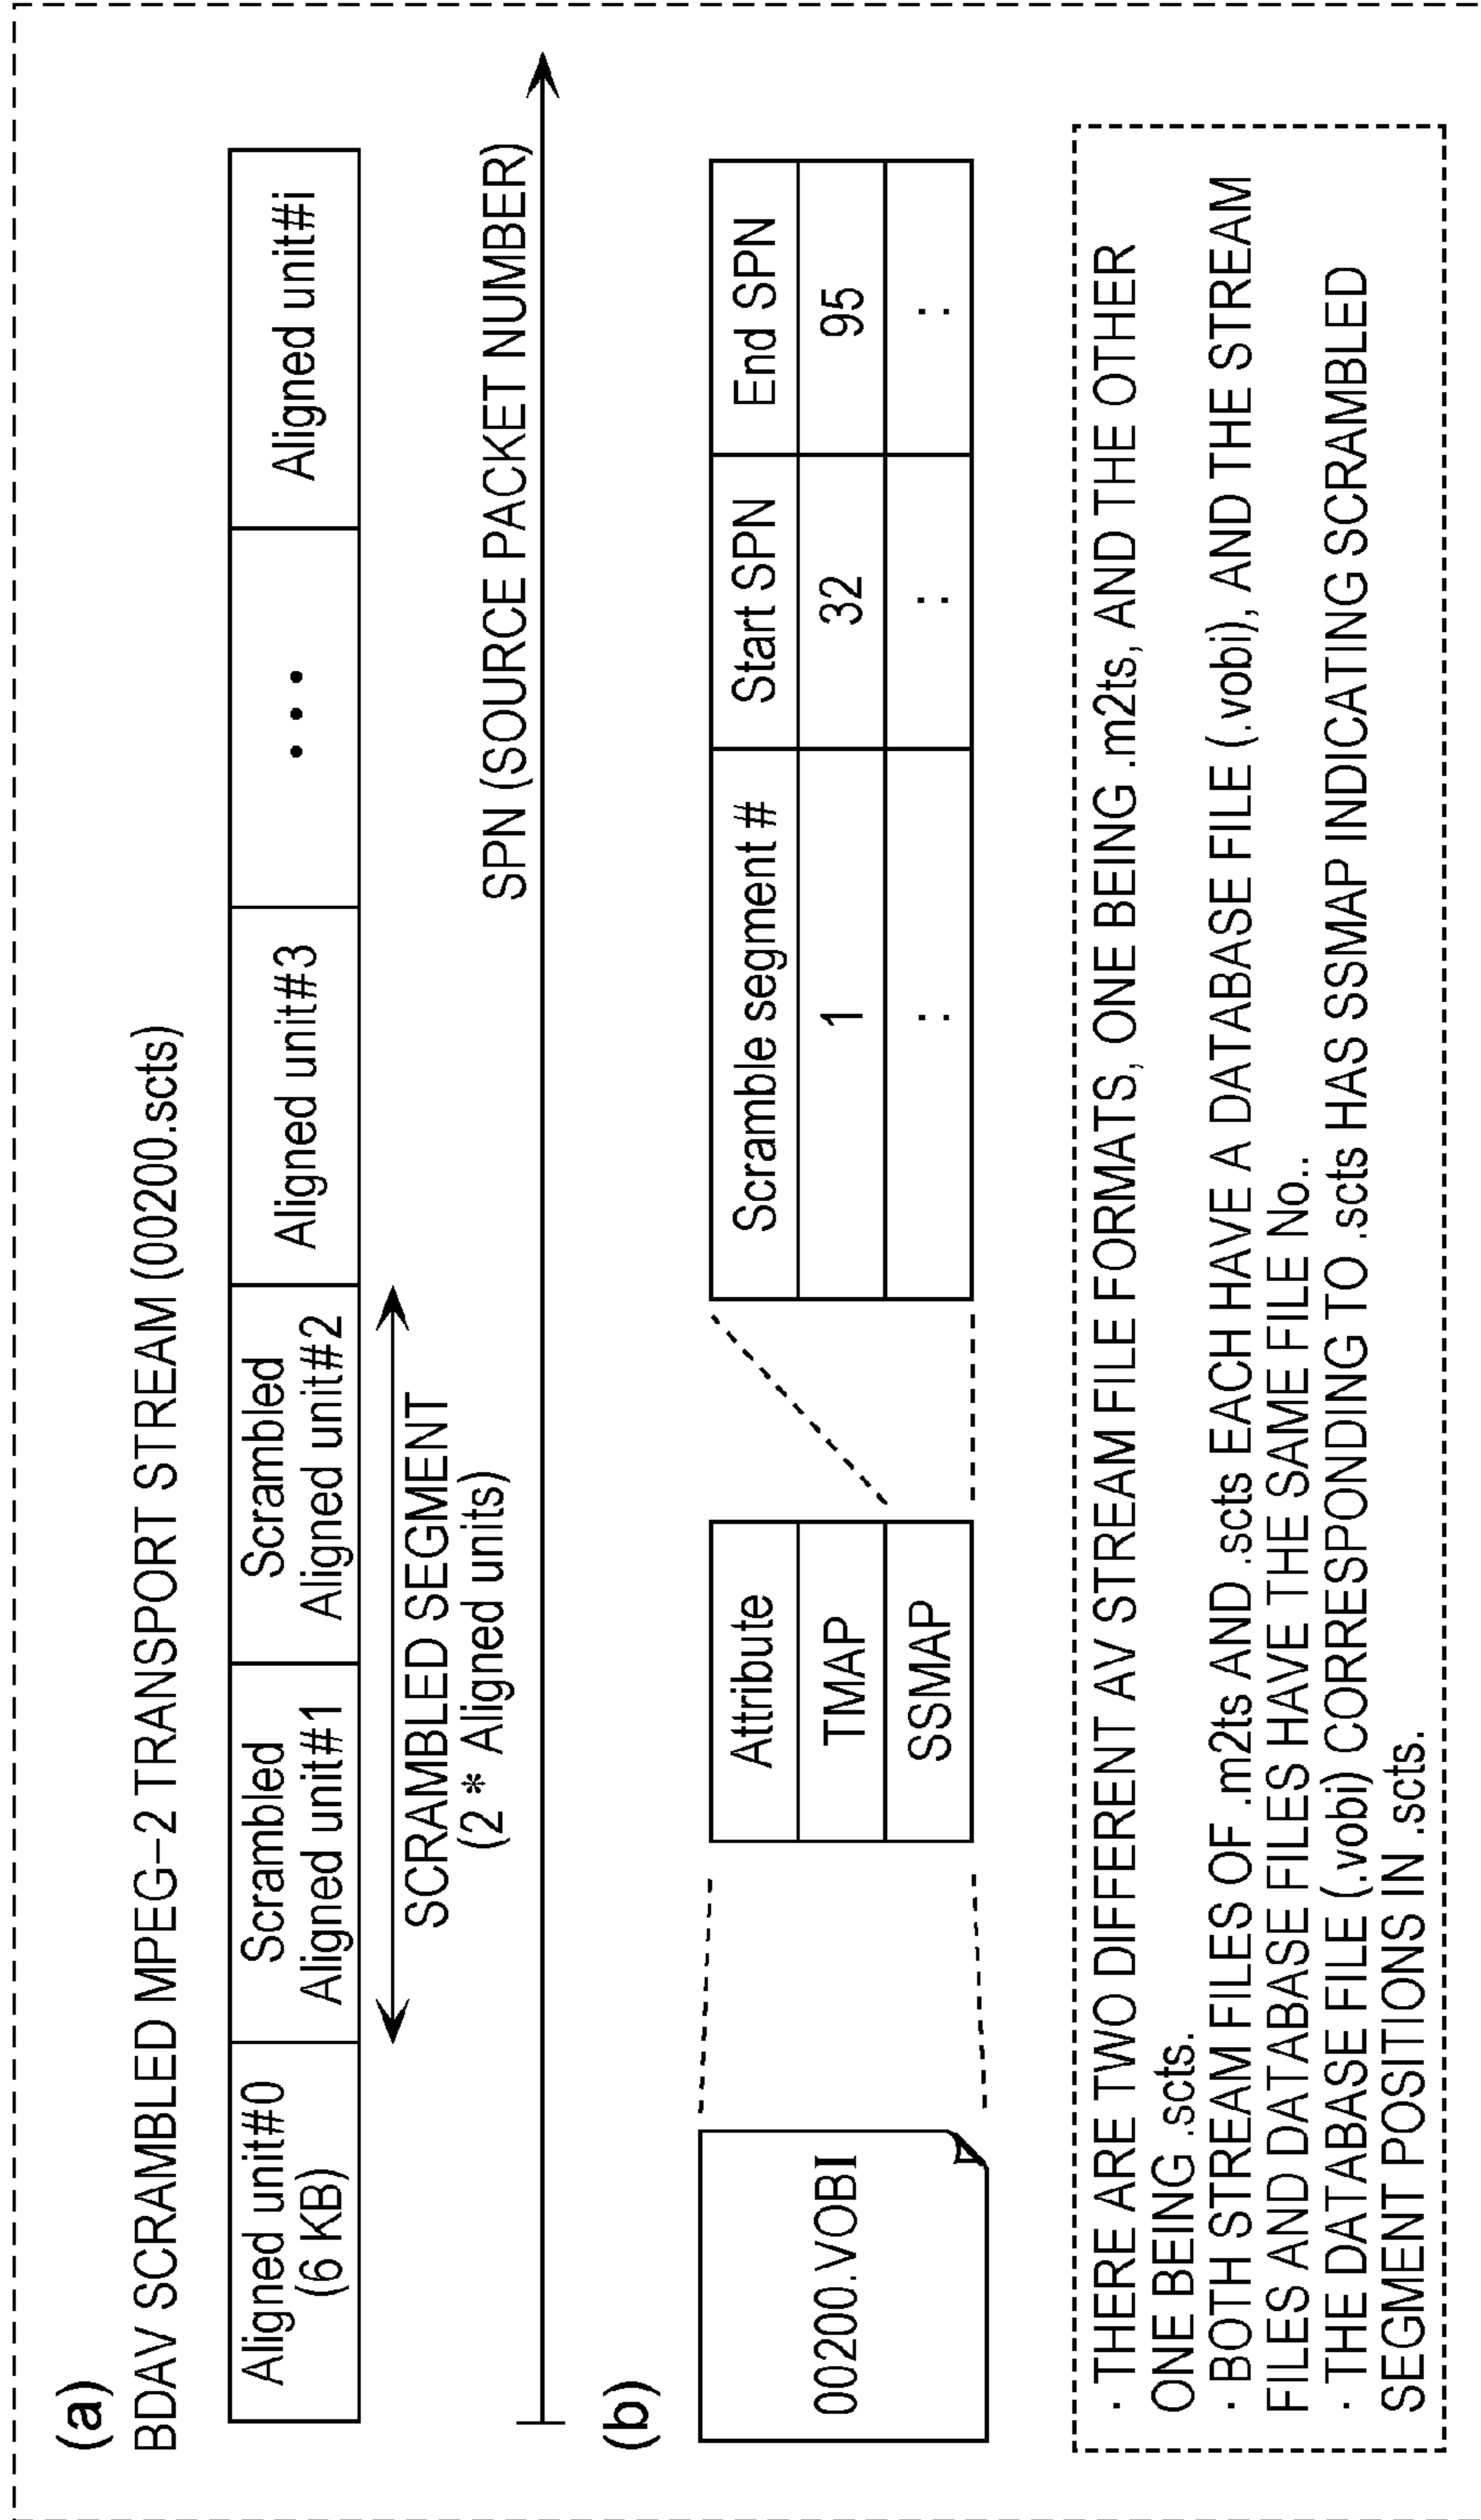 (a)
BDAV SCRAMBLED MPEG-2 TRANSPORT STREAM (00200.scts)
Aligned unit#0
(6 KB)
Scrambled
Aligned unit#1
Scrambled
Aligned unit#2
Aligned unit#3
• • •
Aligned unit#i
SCRAMBLED SEGMENT
(2 * Aligned units)
SPN (SOURCE PACKET NUMBER)
(b)
00200.VOBI
Attribute
TMAP
SSMAP
Scramble segment # Start SPN End SPN
1 32 95
: : :
· THERE ARE TWO DIFFERENT AV STREAM FILE FORMATS, ONE BEING .m2ts, AND THE OTHER
ONE BEING .scts.
· BOTH STREAM FILES OF .m2ts AND .scts EACH HAVE A DATABASE FILE (.vobi), AND THE STREAM
FILES AND DATABASE FILES HAVE THE SAME FILE No..
· THE DATABASE FILE (.vobi) CORRESPONDING TO .scts HAS SSMAP INDICATING SCRAMBLED
SEGMENT POSITIONS IN .scts.